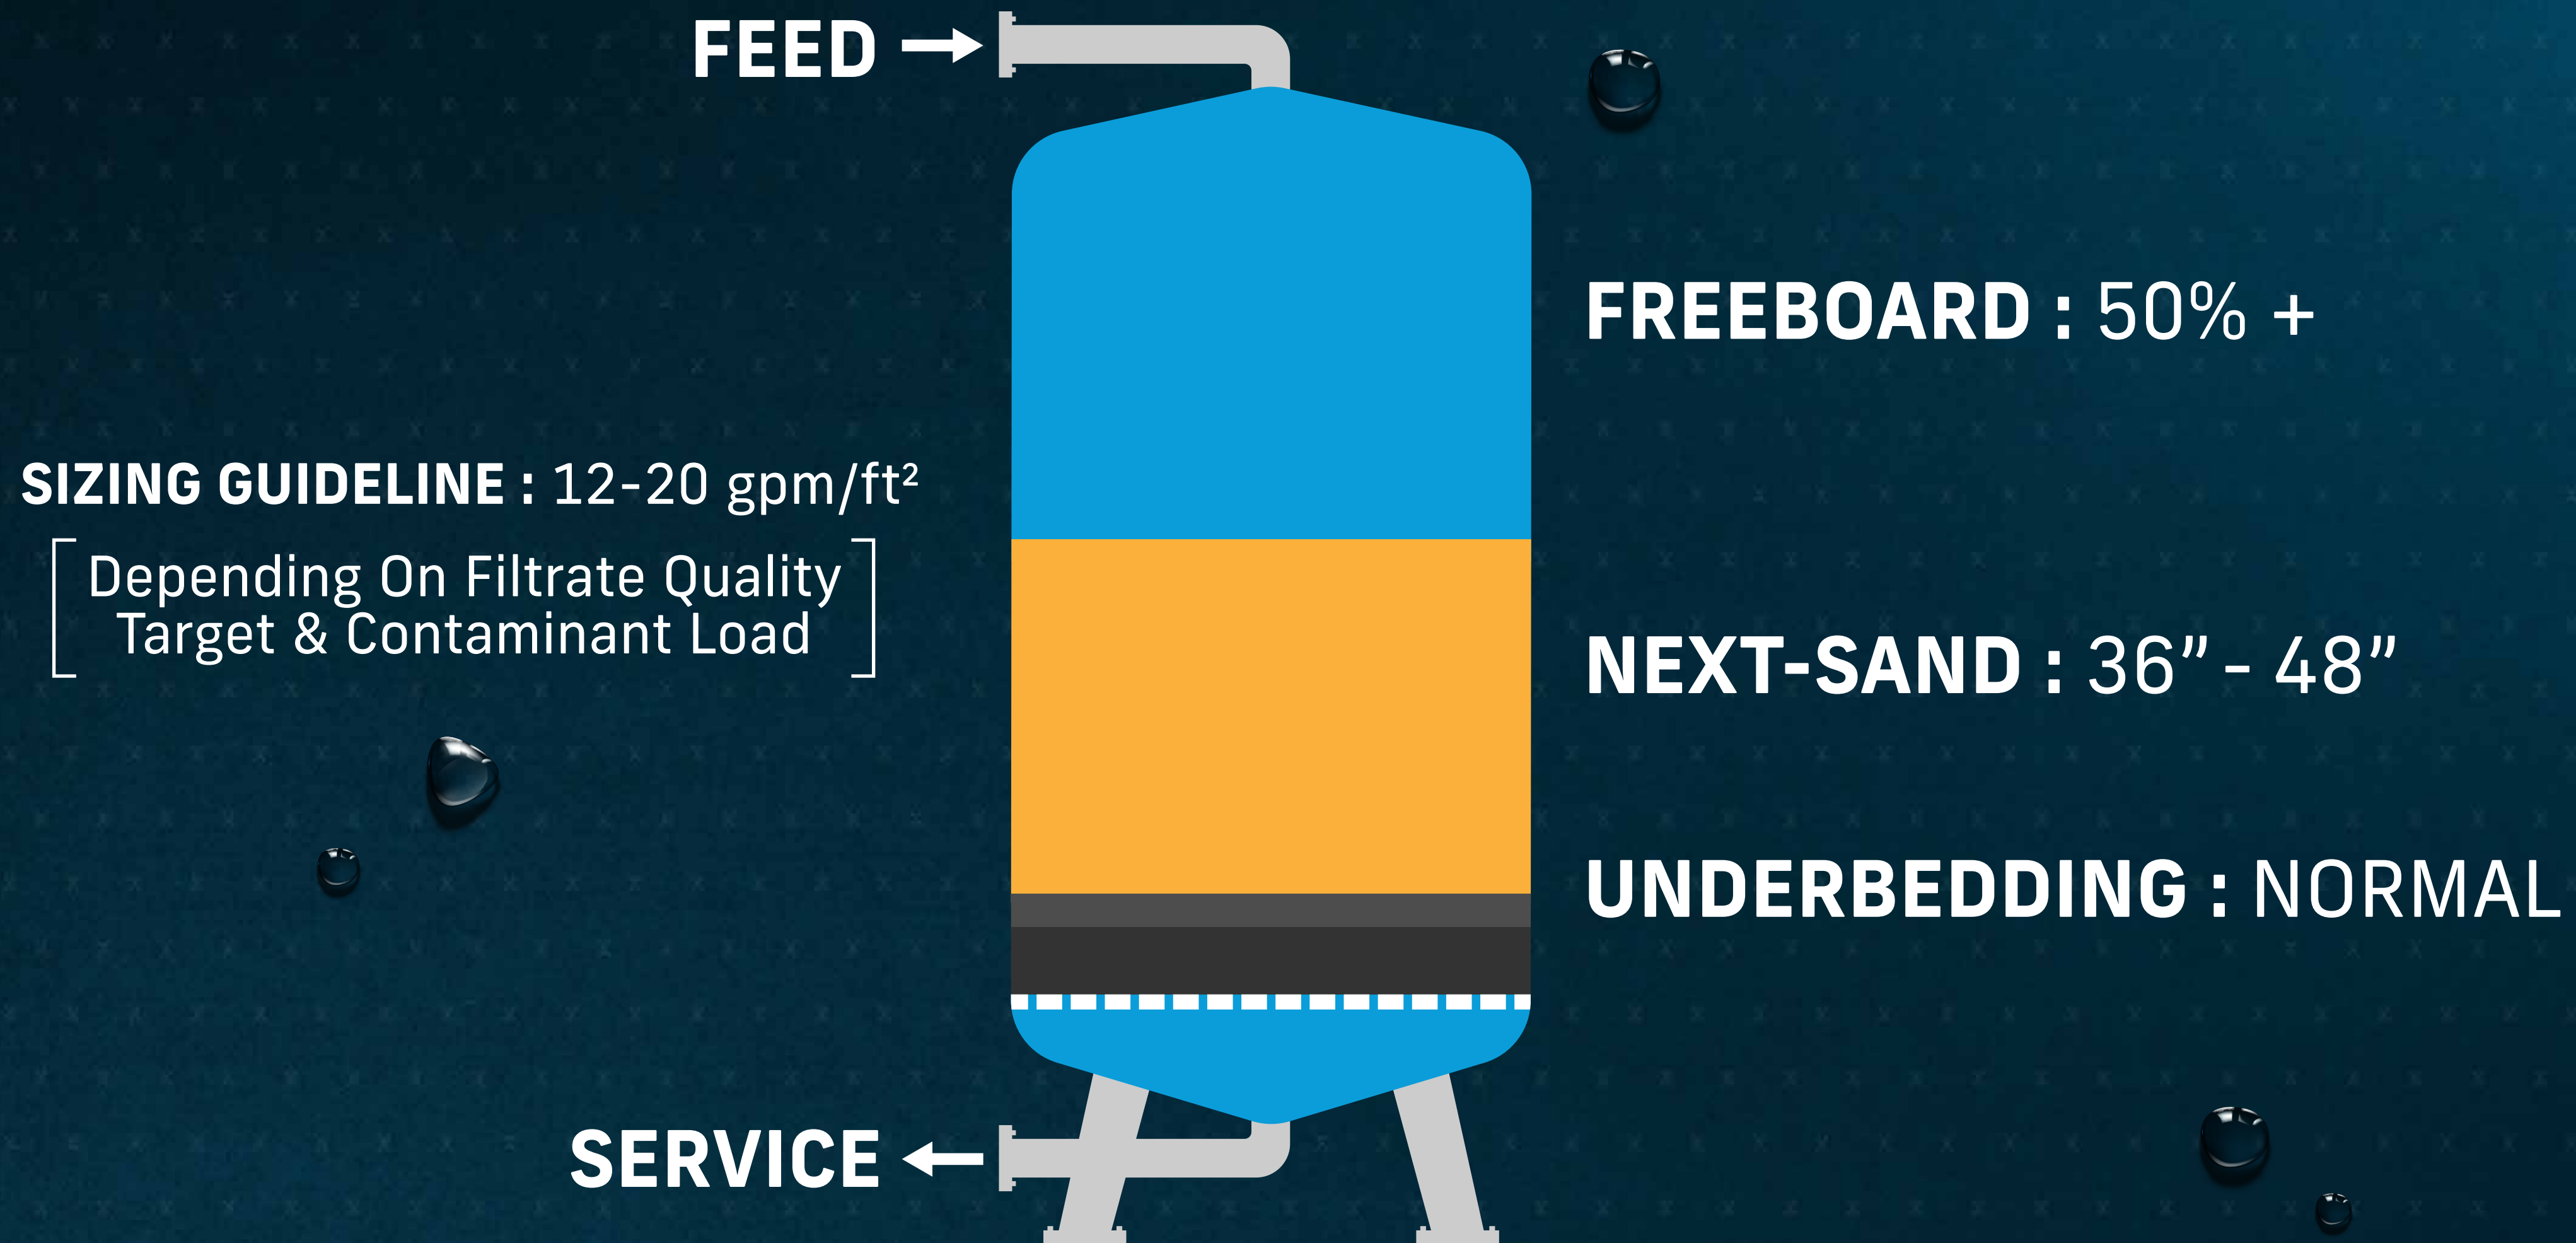 FEED
FREEBOARD : 50% +
SIZING GUIDELINE : 12-20 gpm/ft²
Depending On Filtrate Quality
Target & Contaminant Load
NEXT-SAND : 36” - 48”
UNDERBEDDING : NORMAL
SERVICE